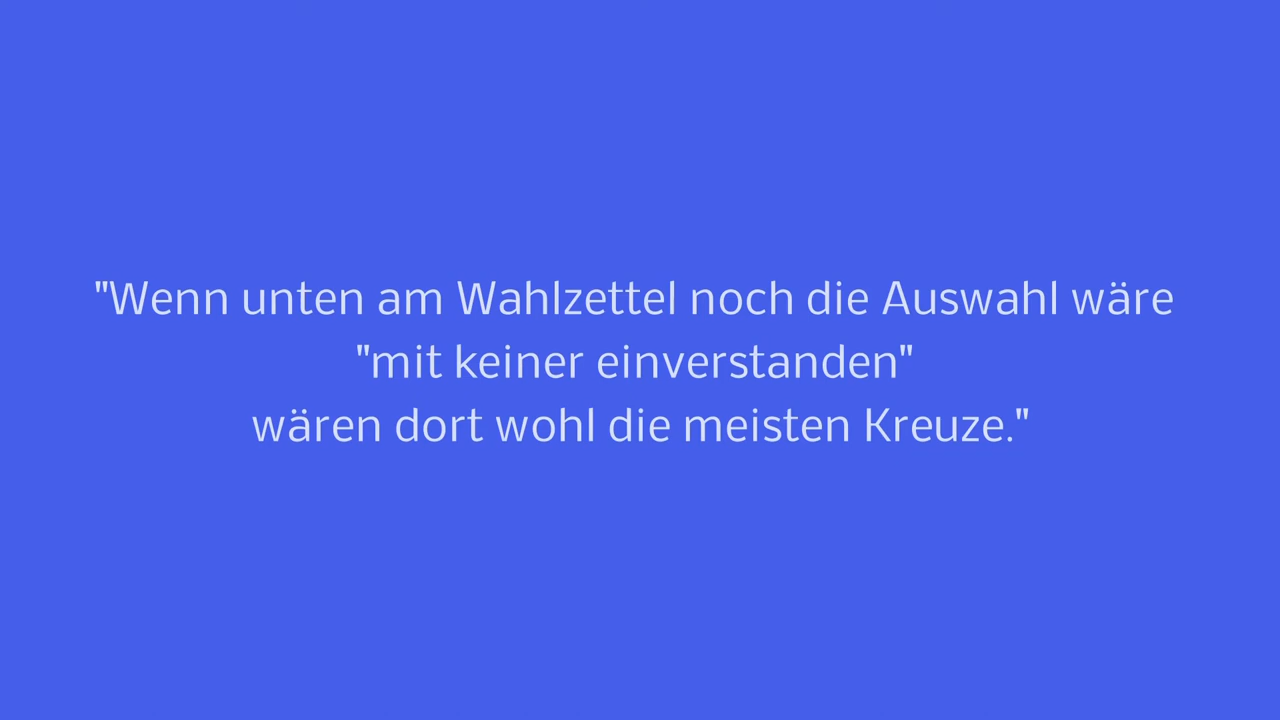 "Wenn unten am Wahlzettel noch die Auswahl wäre
"mit keiner einverstanden"
wären dort wohl die meisten Kreuze."